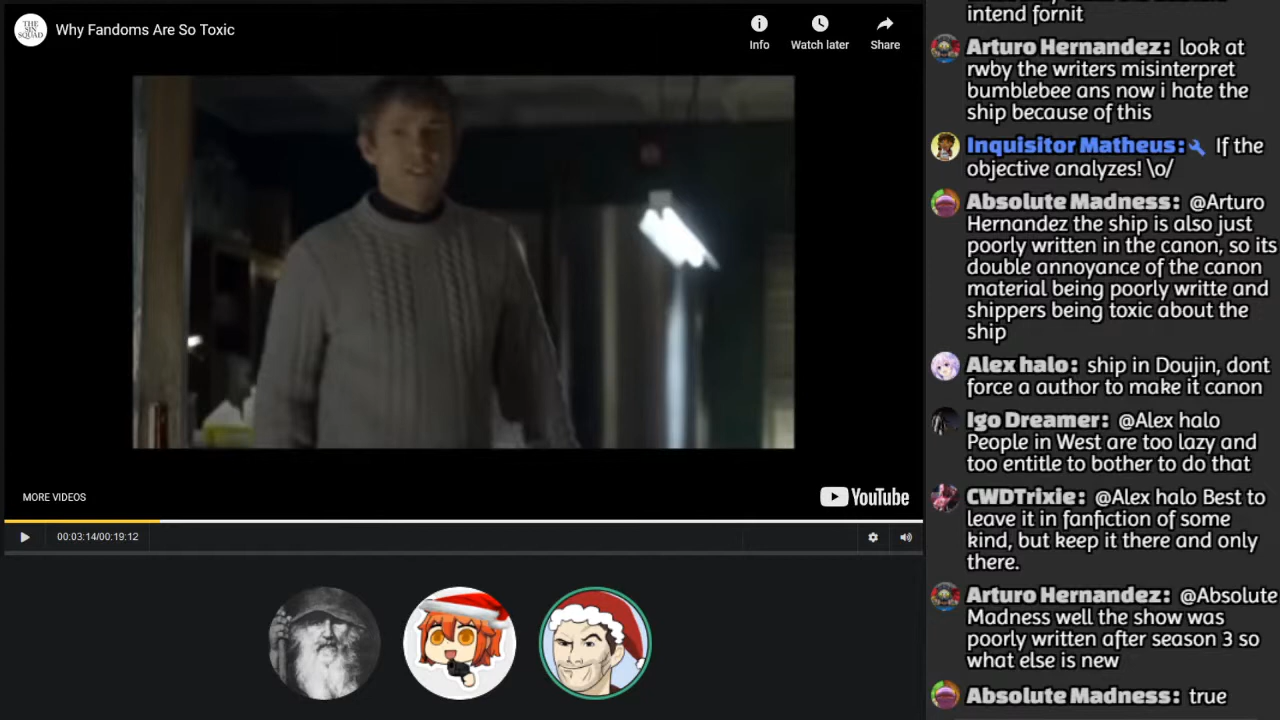 THE
SIN
SQUAD
Why Fandoms Are So Toxic
Info
Watch later
Share
MORE VIDEOS
YouTube
00:03:14/00:19:12
intend fornit
Arturo Hernandez: look at
rwby the writers misinterpret
bumblebee ans now i hate the
ship because of this
Inquisitor Matheus: If the
objective analyzes! \o/
Absolute Madness: @Arturo
Hernandez the ship is also just
poorly written in the canon, so its
double annoyance of the canon
material being poorly writte and
shippers being toxic about the
ship
Alex halo: ship in Doujin, dont
force a author to make it canon
Igo Dreamer: @Alex halo
People in West are too lazy and
too entitle to bother to do that
CWDTrixie: @Alex halo Best to
leave it in fanfiction of some
kind, but keep it there and only
there.
Arturo Hernandez: @Absolute
Madness well the show was
poorly written after season 3 so
what else is new
Absolute Madness: true